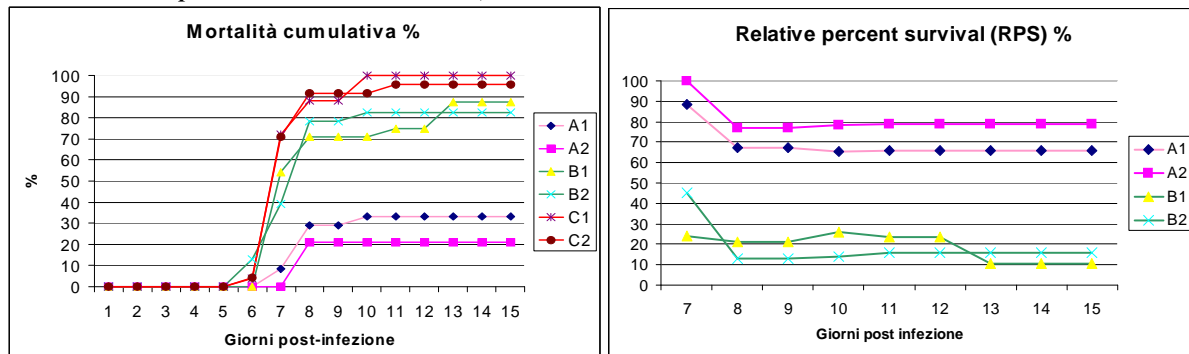 Mortalità cumulativa %
100
90
80
70
60
50
40
30
20
10
0
%
1 2 3 4 5 6 7 8 9 10 11 12 13 14 15
Giorni post-infezione
A1
A2
B1
B2
C1
C2
Relative percent survival (RPS) %
100
90
80
70
60
50
40
30
20
10
0
7 8 9 10 11 12 13 14 15
Giorni post infezione
A1
A2
B1
B2